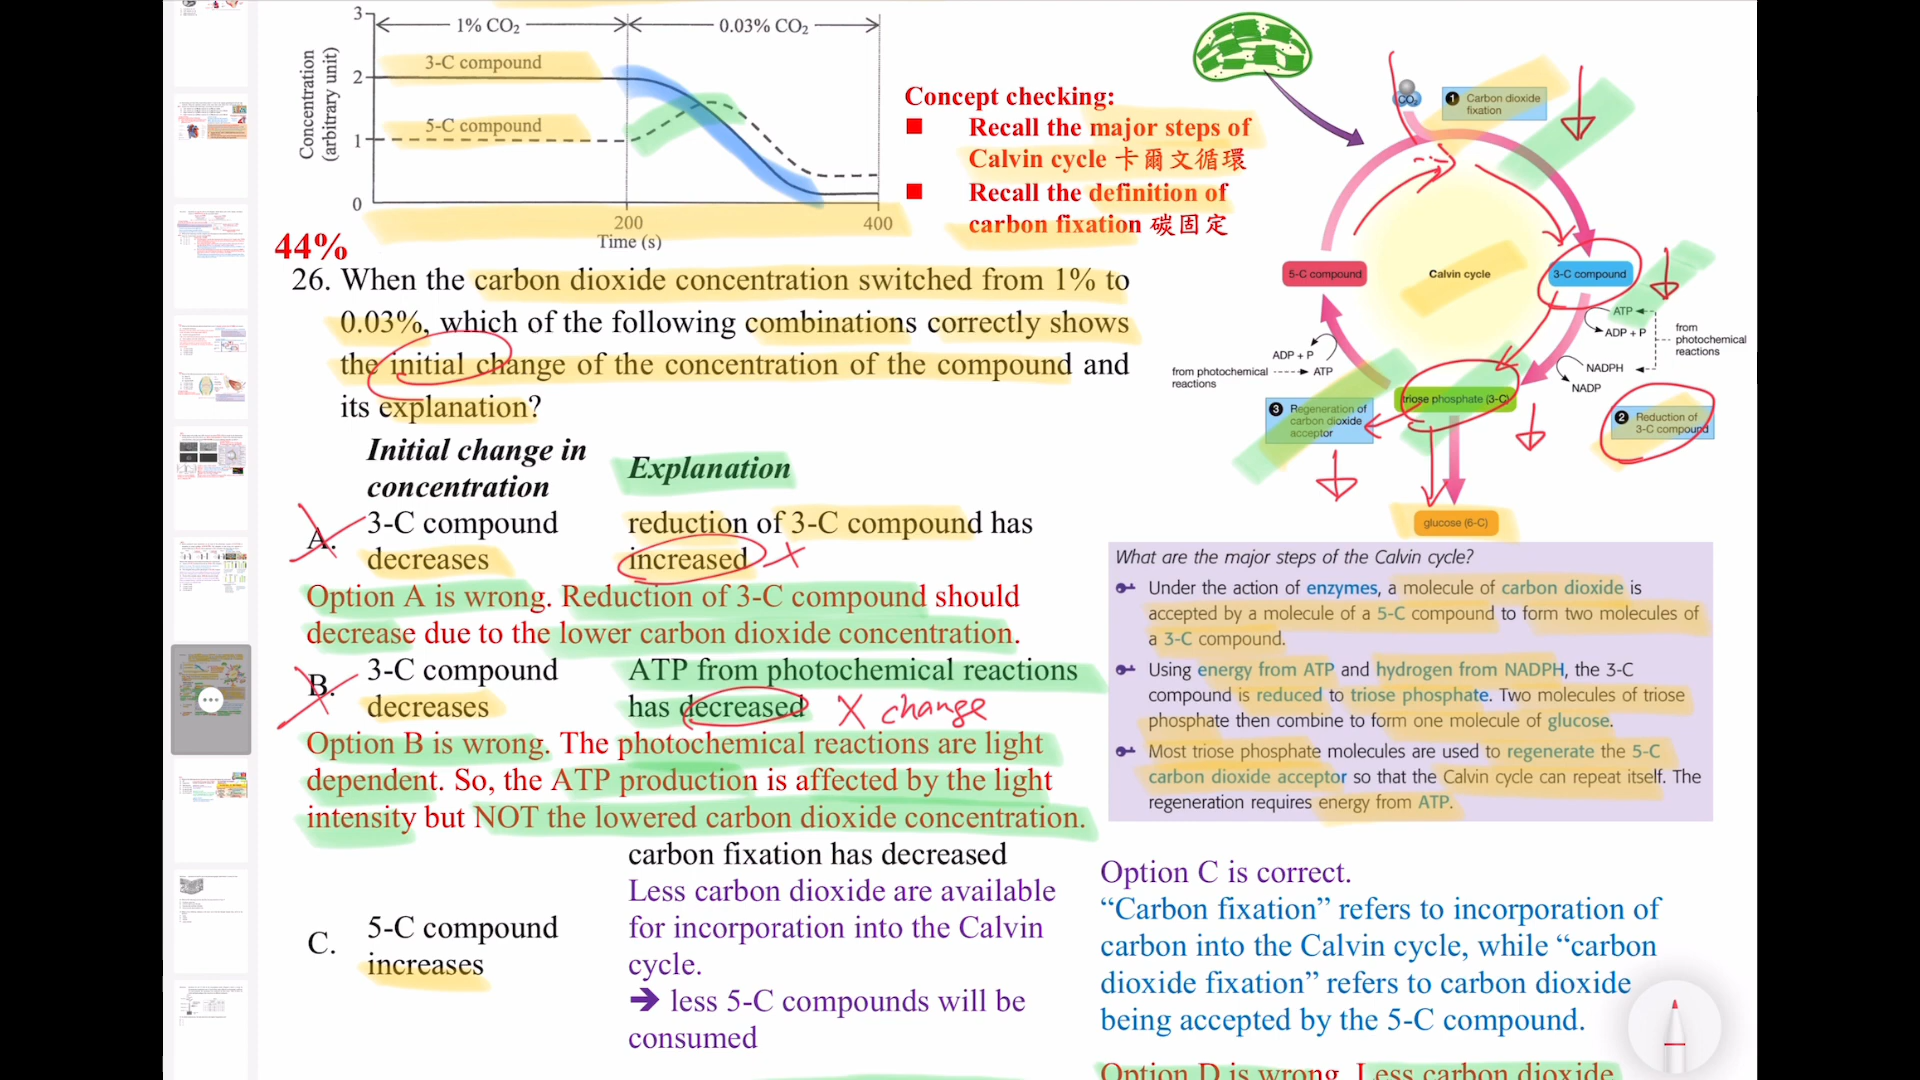 3
1% CO₂
0.03% CO₂
Concentration
(arbitrary unit)
3-C compound
2
5-C compound
1
0
200
400
Time (s)
44%
26. When the carbon dioxide concentration switched from 1% to
0.03%, which of the following combinations correctly shows
the initial change of the concentration of the compound and
its explanation?
Initial change in
concentration
Explanation
A.
3-C compound
decreases
reduction of 3-C compound has
increased
Option A is wrong. Reduction of 3-C compound should
decrease due to the lower carbon dioxide concentration.
B.
3-C compound
decreases
ATP from photochemical reactions
has decreased
X change
Option B is wrong. The photochemical reactions are light
dependent. So, the ATP production is affected by the light
intensity but NOT the lowered carbon dioxide concentration.
C.
5-C compound
increases
carbon fixation has decreased
Less carbon dioxide are available
for incorporation into the Calvin
cycle.
➔ less 5-C compounds will be
consumed
Concept checking:
■ Recall the major steps of
Calvin cycle 卡爾文循環
■ Recall the definition of
carbon fixation 碳固定
CO₂
1 Carbon dioxide
fixation
5-C compound
Calvin cycle
3-C compound
ATP
ADP + P
from
photochemical
reactions
NADPH
NADP
ADP + P
from photochemical
reactions
ATP
triose phosphate (3-C)
3 Regeneration of
carbon dioxide
acceptor
2 Reduction of
3-C compound
glucose (6-C)
What are the major steps of the Calvin cycle?
Under the action of enzymes, a molecule of carbon dioxide is
accepted by a molecule of a 5-C compound to form two molecules of
a 3-C compound.
Using energy from ATP and hydrogen from NADPH, the 3-C
compound is reduced to triose phosphate. Two molecules of triose
phosphate then combine to form one molecule of glucose.
Most triose phosphate molecules are used to regenerate the 5-C
carbon dioxide acceptor so that the Calvin cycle can repeat itself. The
regeneration requires energy from ATP.
Option C is correct.
“Carbon fixation” refers to incorporation of
carbon into the Calvin cycle, while “carbon
dioxide fixation” refers to carbon dioxide
being accepted by the 5-C compound.
Option D is wrong. Less carbon dioxide